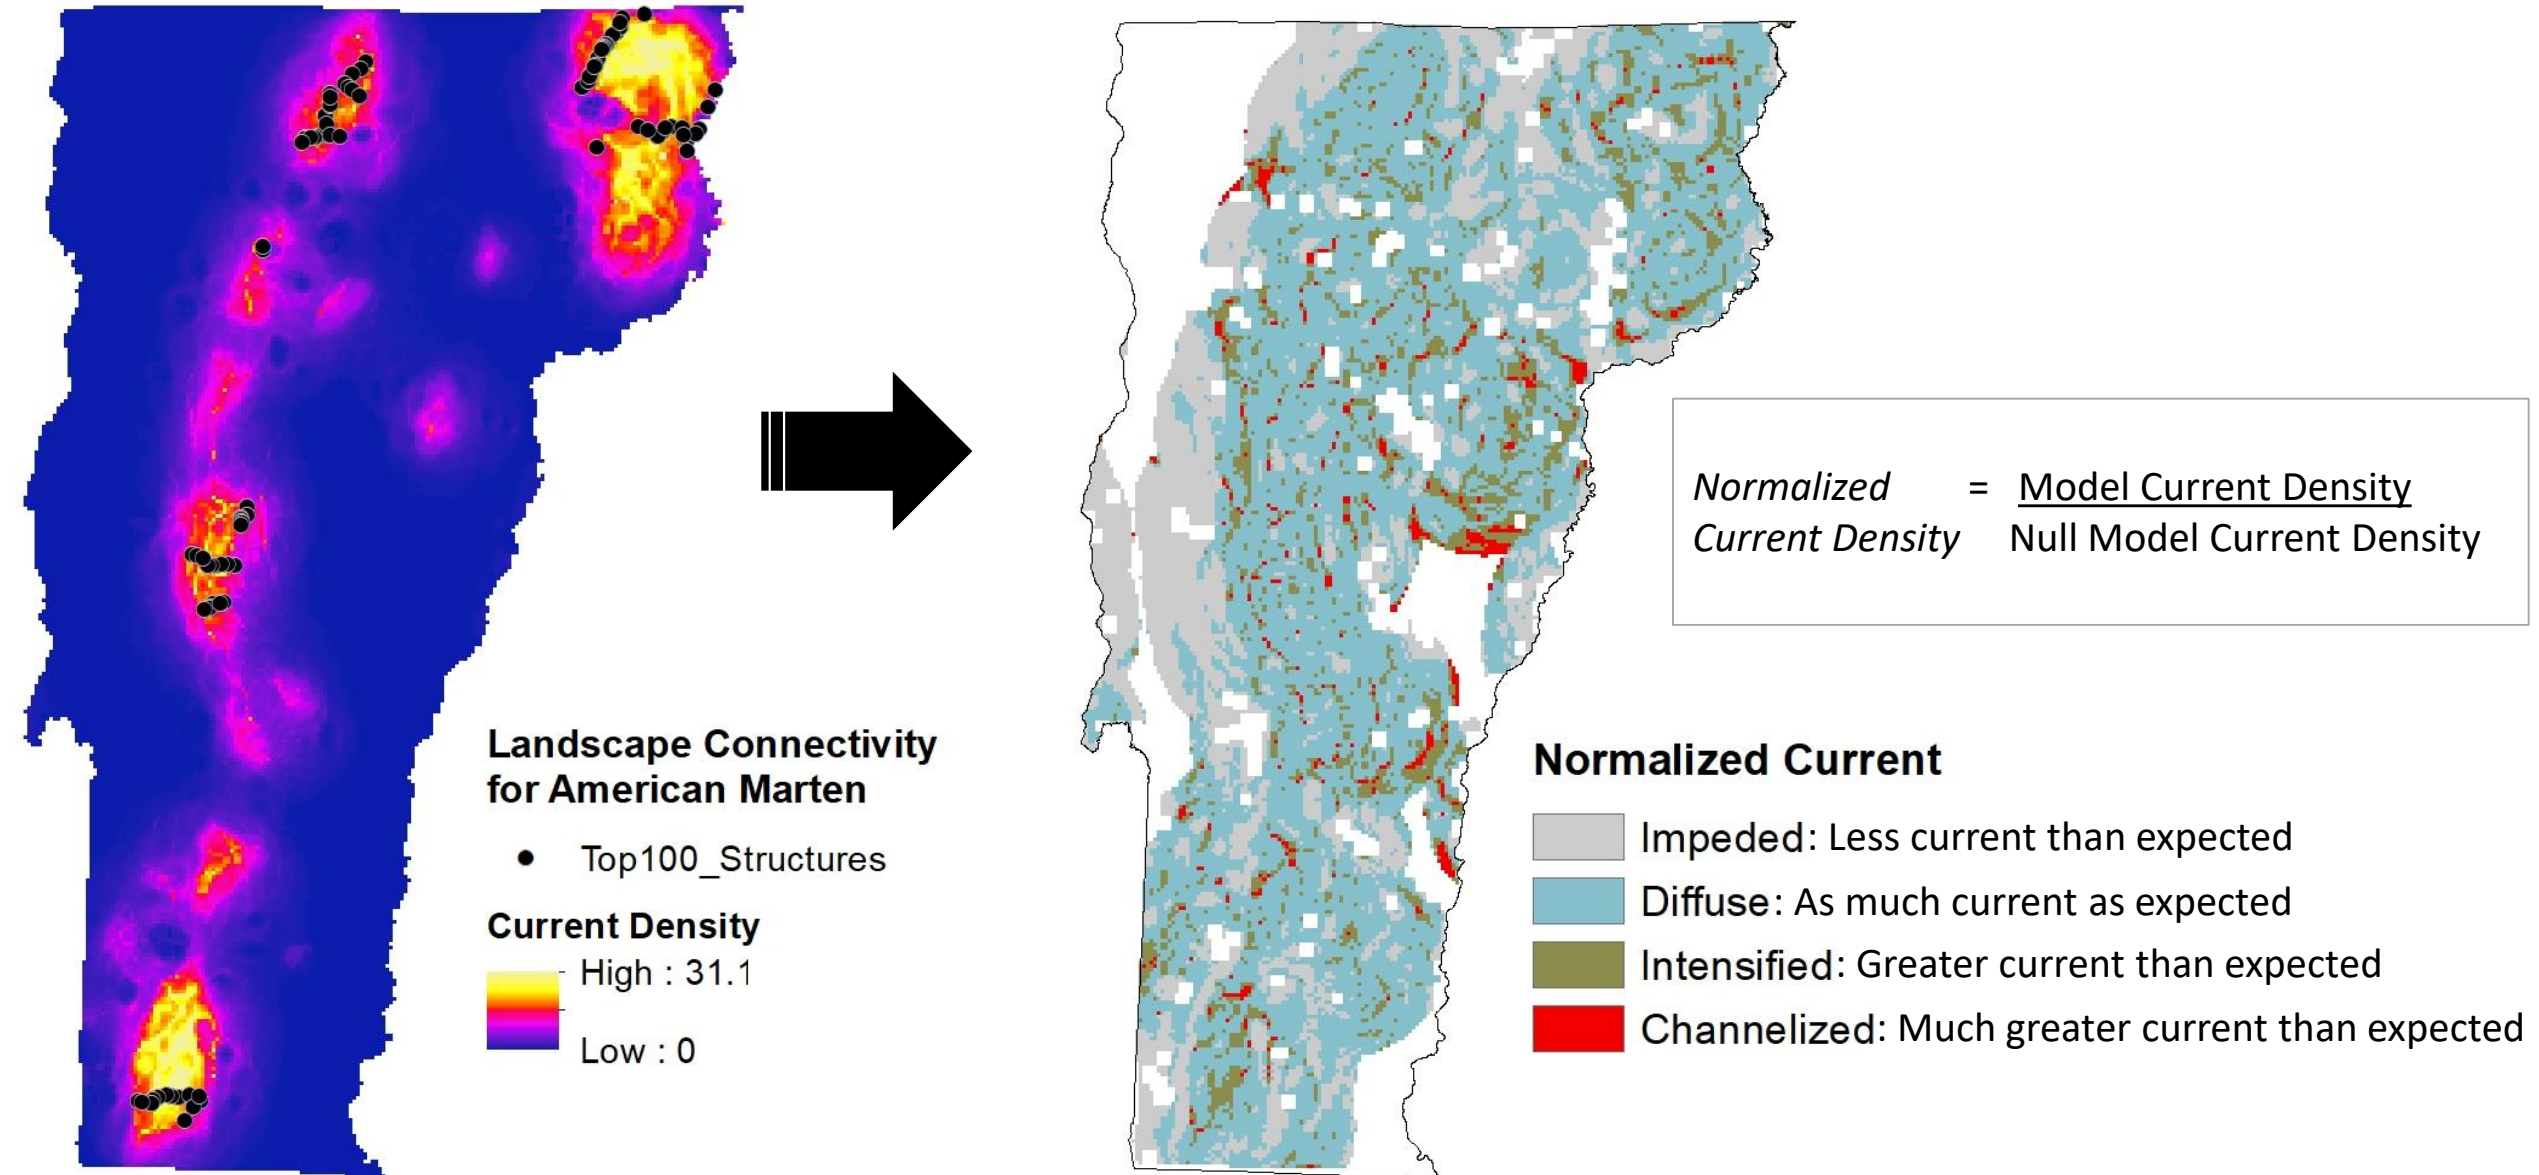 Landscape Connectivity
for American Marten
Top100_Structures
Current Density
High : 31.1
Low : 0
Normalized = Model Current Density
Current Density Null Model Current Density
Normalized Current
Impeded: Less current than expected
Diffuse: As much current as expected
Intensified: Greater current than expected
Channelized: Much greater current than expected